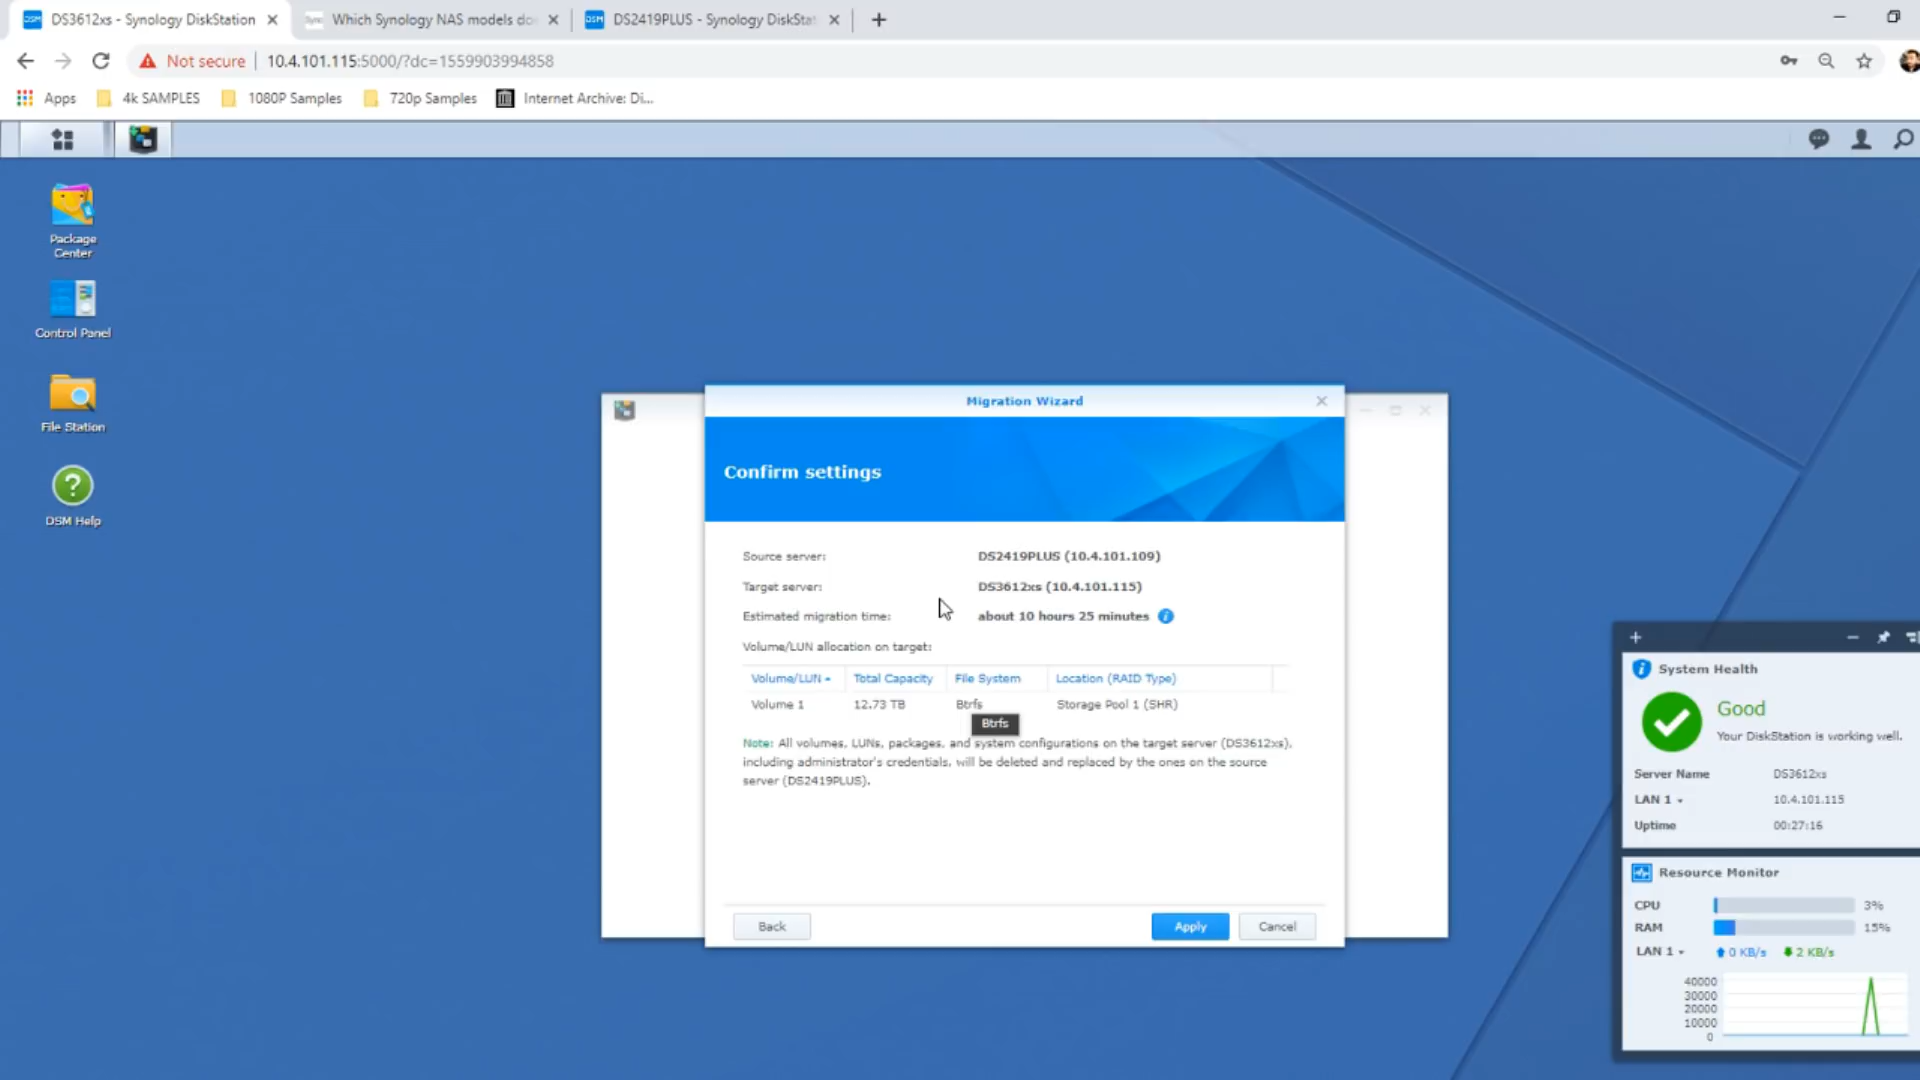 DS3612xs - Synology DiskStation
Which Synology NAS models do
DS2419PLUS - Synology DiskSta
Not secure
10.4.101.115:5000/?dc=1559903994858
Apps
4k SAMPLES
1080P Samples
720p Samples
Internet Archive: Di...
Package
Center
Control Panel
File Station
DSM Help
Migration Wizard
Confirm settings
Source server: DS2419PLUS (10.4.101.109)
Target server: DS3612xs (10.4.101.115)
Estimated migration time: about 10 hours 25 minutes
Volume/LUN allocation on target:
Volume/LUN Total Capacity File System Location (RAID Type)
Volume 1 12.73 TB Btrfs Storage Pool 1 (SHR)
Btrfs
Note: All volumes, LUNs, packages, and system configurations on the target server (DS3612xs),
including administrator's credentials, will be deleted and replaced by the ones on the source
server (DS2419PLUS).
Back
Apply
Cancel
System Health
Good
Your DiskStation is working well.
Server Name DS3612xs
LAN 1 10.4.101.115
Uptime 00:27:16
Resource Monitor
CPU 3%
RAM 15%
LAN 1 0 KB/s 2 KB/s
40000
30000
20000
10000
0